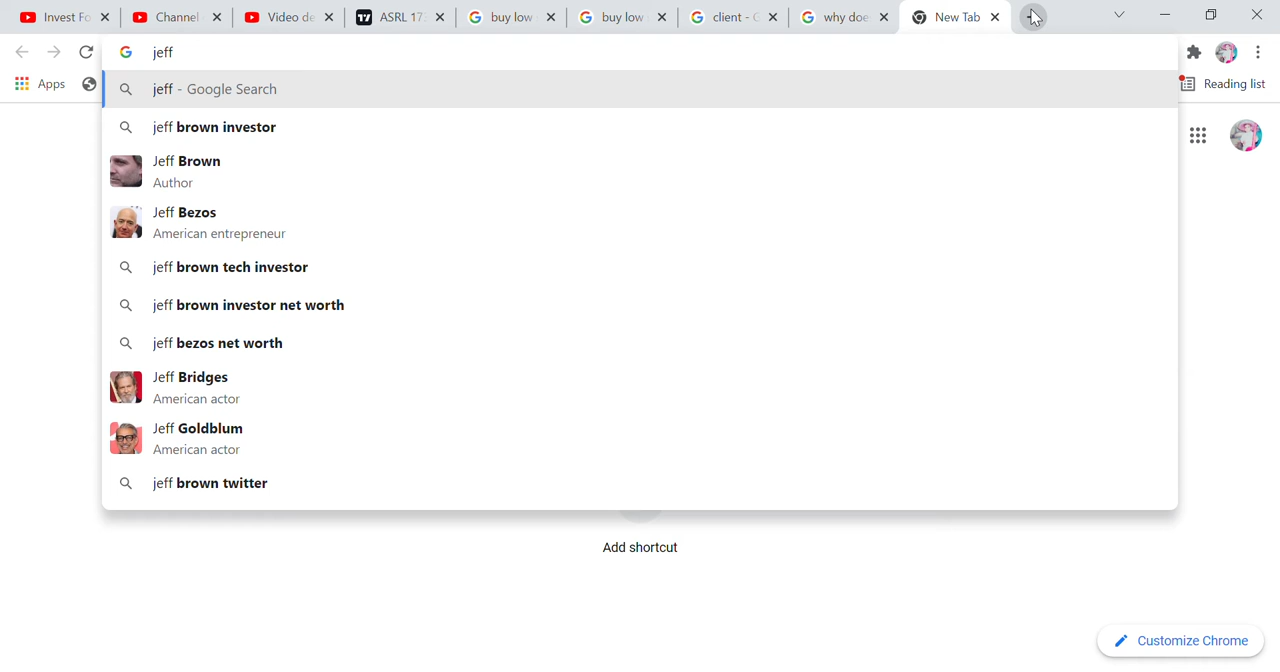 Invest Fo
Channel
Video de
ASRL 17
buy low
buy low
client - G
why doe
New Tab
jeff
Apps
Reading list
jeff - Google Search
jeff brown investor
Jeff Brown
Author
Jeff Bezos
American entrepreneur
jeff brown tech investor
jeff brown investor net worth
jeff bezos net worth
Jeff Bridges
American actor
Jeff Goldblum
American actor
jeff brown twitter
Add shortcut
Customize Chrome